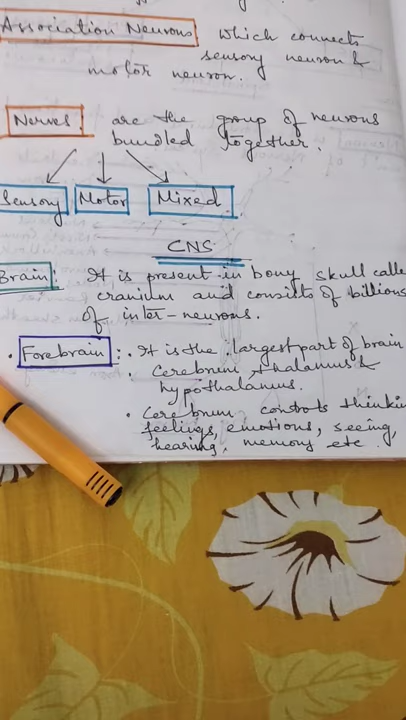 Association Neurons which connects
sensory neuron &
motor neuron.
Nerves. are the group of neurons
bundled together.
Sensory Motor Mixed
CNS
Brain: It is present in bony skull calle
cranium and consists of billions
of inter-neurons.
• Forebrain : • It is the largest part of brain
• Cerebrum thalamus &
hypothalamus.
• Cerebrum controls thinkin
feelings, emotions, seeing,
hearing, memory etc.